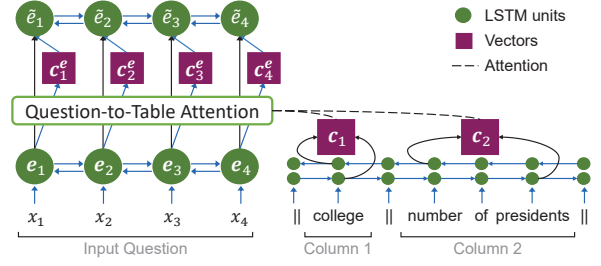 ẽ₁ ẽ₂ ẽ₃ ẽ₄
LSTM units
Vectors
Attention
c₁ᵉ c₂ᵉ c₃ᵉ c₄ᵉ
Question-to-Table Attention
c₁ c₂
e₁ e₂ e₃ e₄
x₁ x₂ x₃ x₄ || college || number of presidents ||
Input Question Column 1 Column 2